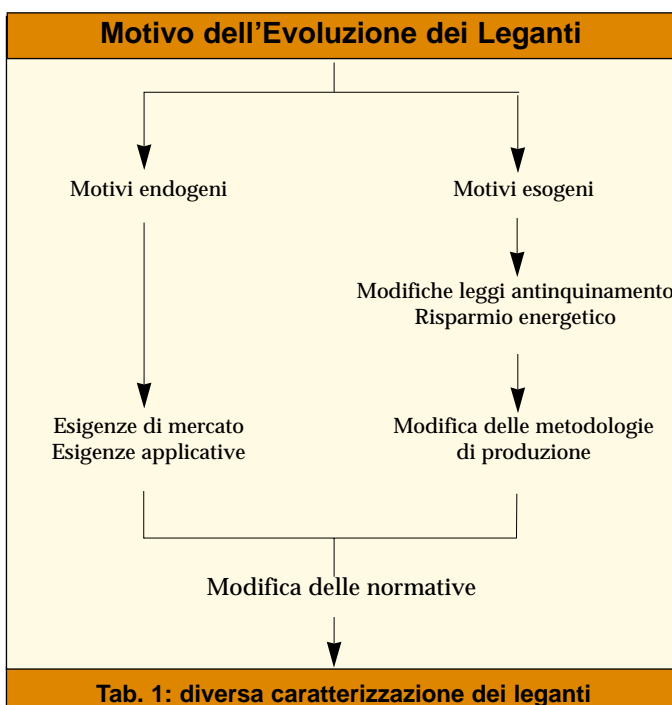 Motivo dell'Evoluzione dei Leganti
Motivi endogeni
Motivi esogeni
Modifiche leggi antinquinamento
Risparmio energetico
Esigenze di mercato
Esigenze applicative
Modifica delle metodologie
di produzione
Modifica delle normative
Tab. 1: diversa caratterizzazione dei leganti